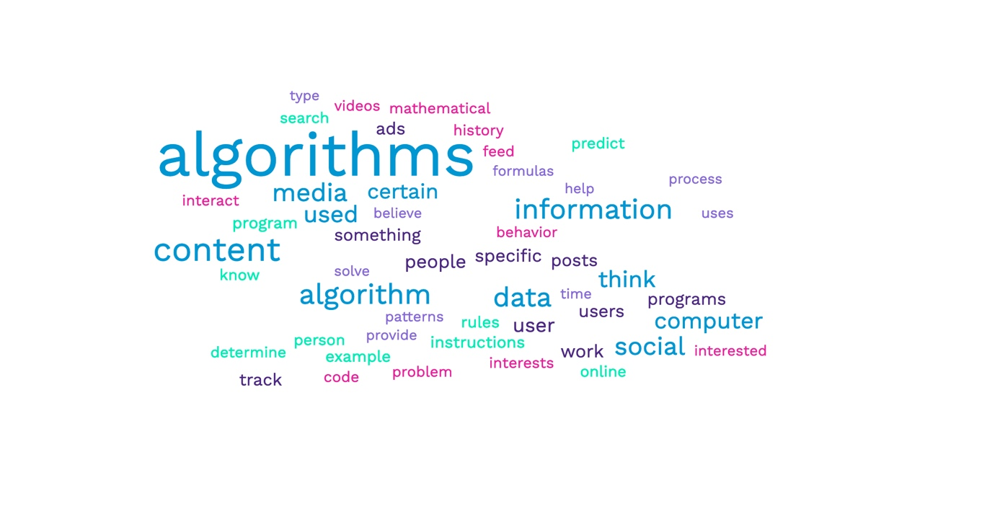 type
videos
mathematical
search
ads
history
predict
algorithms
feed
formulas
process
help
interact
media
certain
information
used
believe
uses
program
something
behavior
content
people
specific
posts
know
solve
think
algorithm
data
time
programs
users
patterns
rules
user
computer
person
provide
instructions
social
determine
example
work
interested
interests
track
code
problem
online